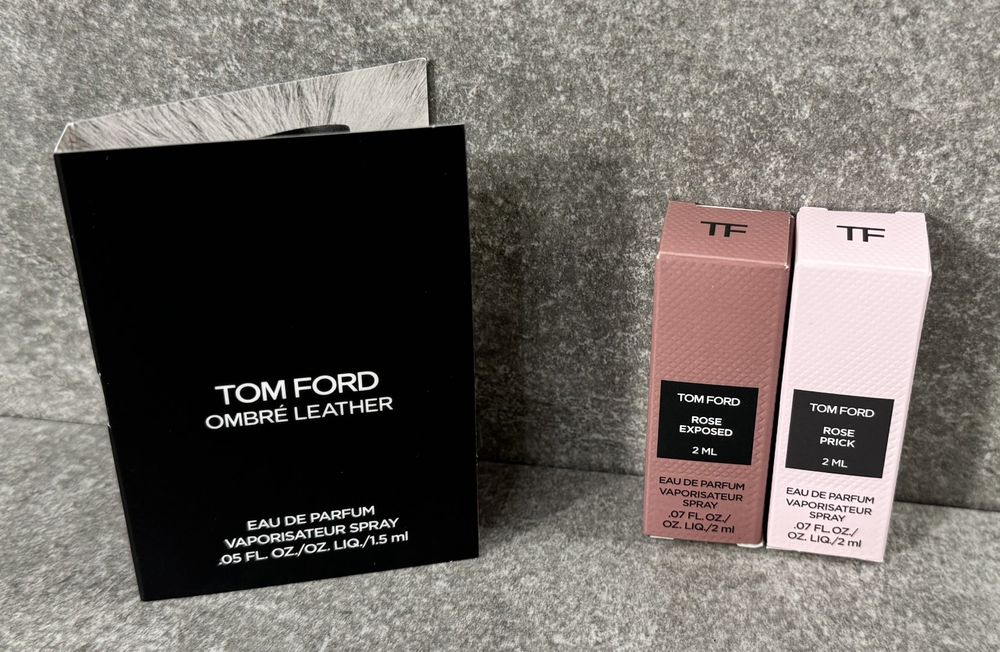 TOM FORD
OMBRÉ LEATHER
EAU DE PARFUM
VAPORISATEUR SPRAY
.05 FL. OZ./OZ. LIQ./1.5 ml
TF
TOM FORD
ROSE
EXPOSED
2 ML
EAU DE PARFUM
VAPORISATEUR
SPRAY
.07 FL. OZ./
OZ. LIQ./2 ml
TF
TOM FORD
ROSE
PRICK
2 ML
EAU DE PARFUM
VAPORISATEUR
SPRAY
.07 FL. OZ./
OZ. LIQ./2 ml